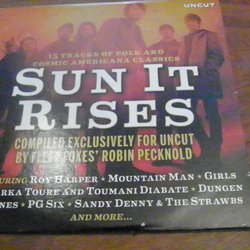 UNCUT
15 TRACKS OF FOLK AND
COSMIC AMERICANA CLASSICS
SUN IT
RISES
COMPILED EXCLUSIVELY FOR UNCUT
BY FLEET FOXES' ROBIN PECKNOLD
URING ROY HARPER ★ MOUNTAIN MAN ★ GIRLS
RKA TOURE AND TOUMANI DIABATE ★ DUNGEN
NES ★ PG SIX ★ SANDY DENNY & THE STRAWBS
AND MORE...